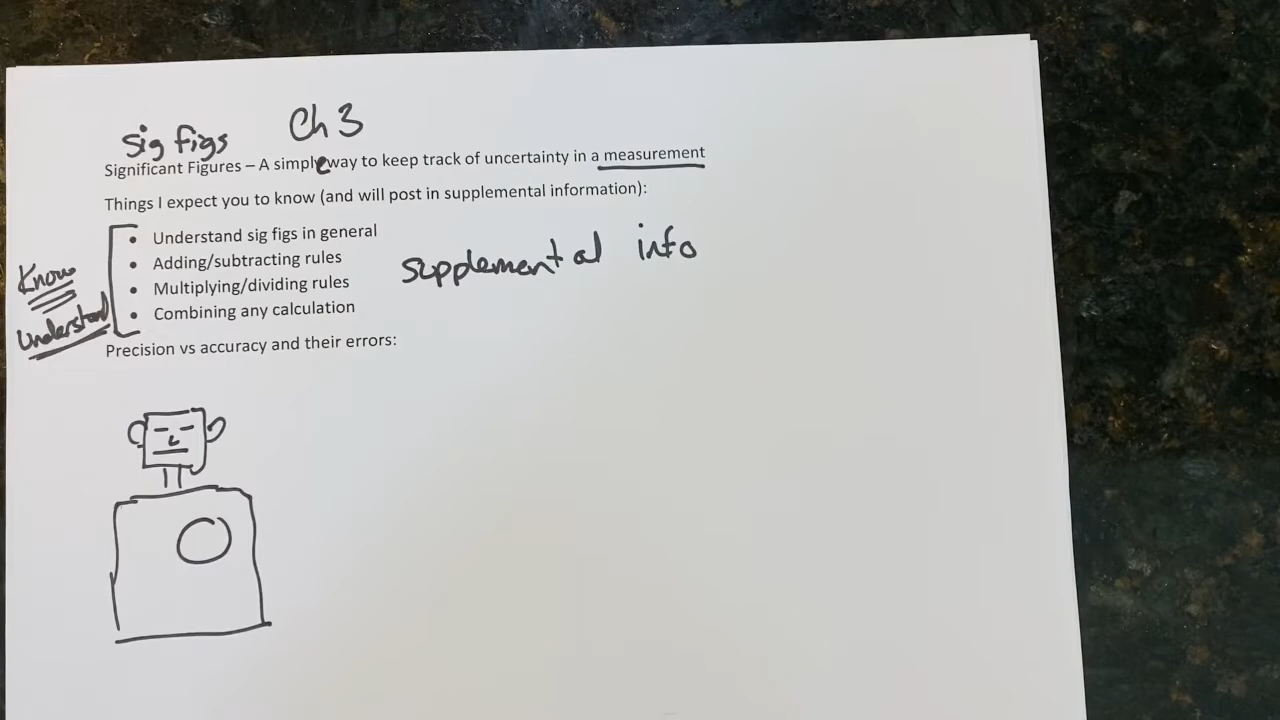 Sig figs Ch 3
Significant Figures – A simple way to keep track of uncertainty in a measurement
Things I expect you to know (and will post in supplemental information):
• Understand sig figs in general
• Adding/subtracting rules
supplemental info
Know
• Multiplying/dividing rules
• Combining any calculation
Understand
Precision vs accuracy and their errors: